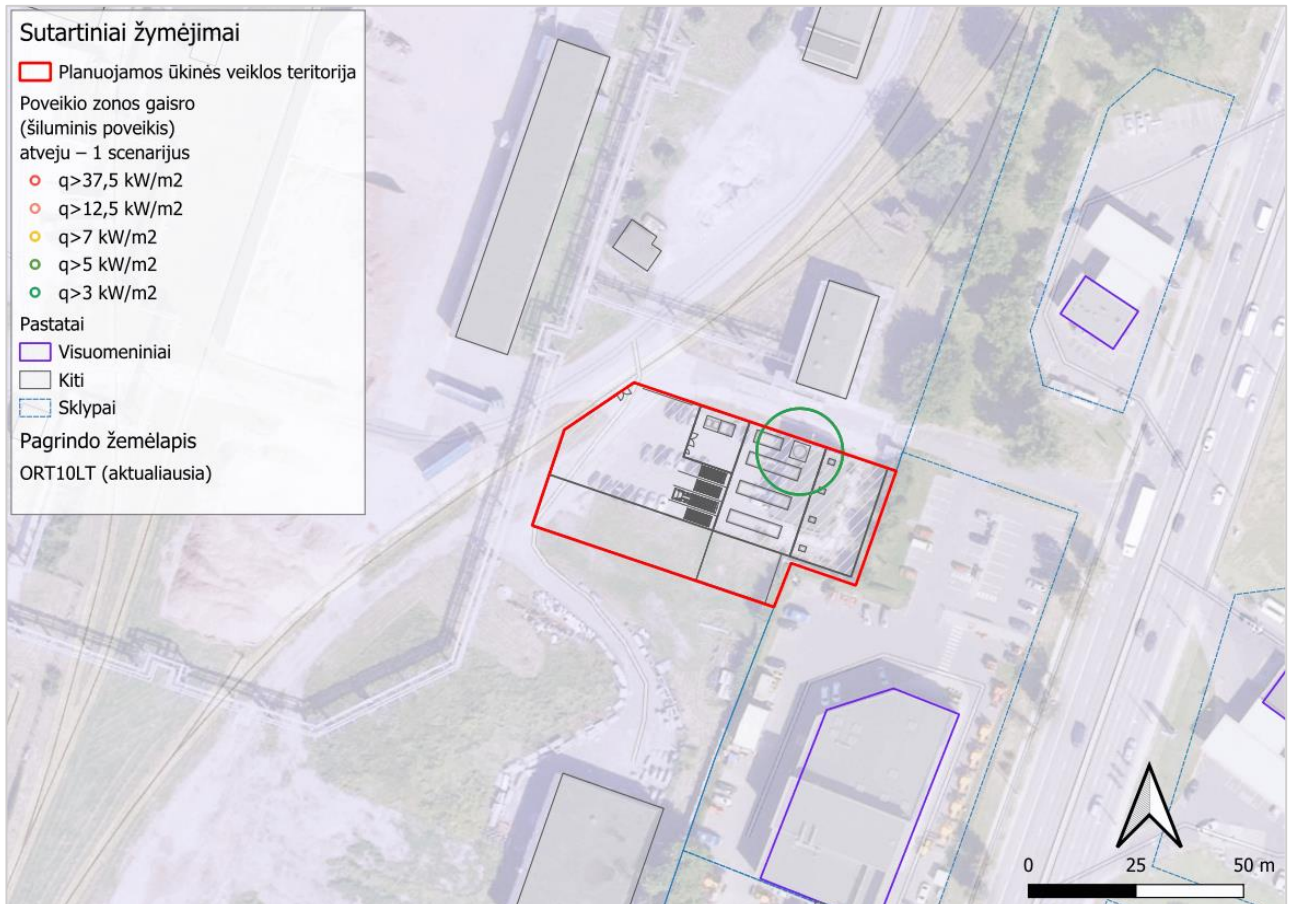 Sutartiniai žymėjimai
Planuojamos ūkinės veiklos teritorija
Poveikio zonos gaisro
(šiluminis poveikis)
atveju – 1 scenarijus
q>37,5 kW/m2
q>12,5 kW/m2
q>7 kW/m2
q>5 kW/m2
q>3 kW/m2
Pastatai
Visuomeniniai
Kiti
Sklypai
Pagrindo žemėlapis
ORT10LT (aktualiausia)
0 25 50 m